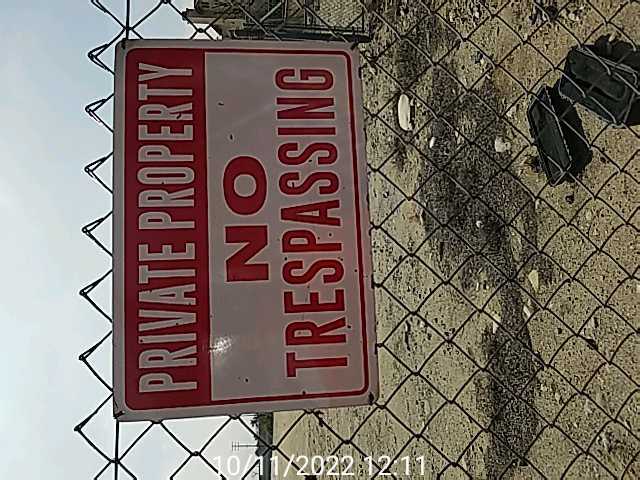 PRIVATE PROPERTY
NO
TRESPASSING
10/11/2022 12:11